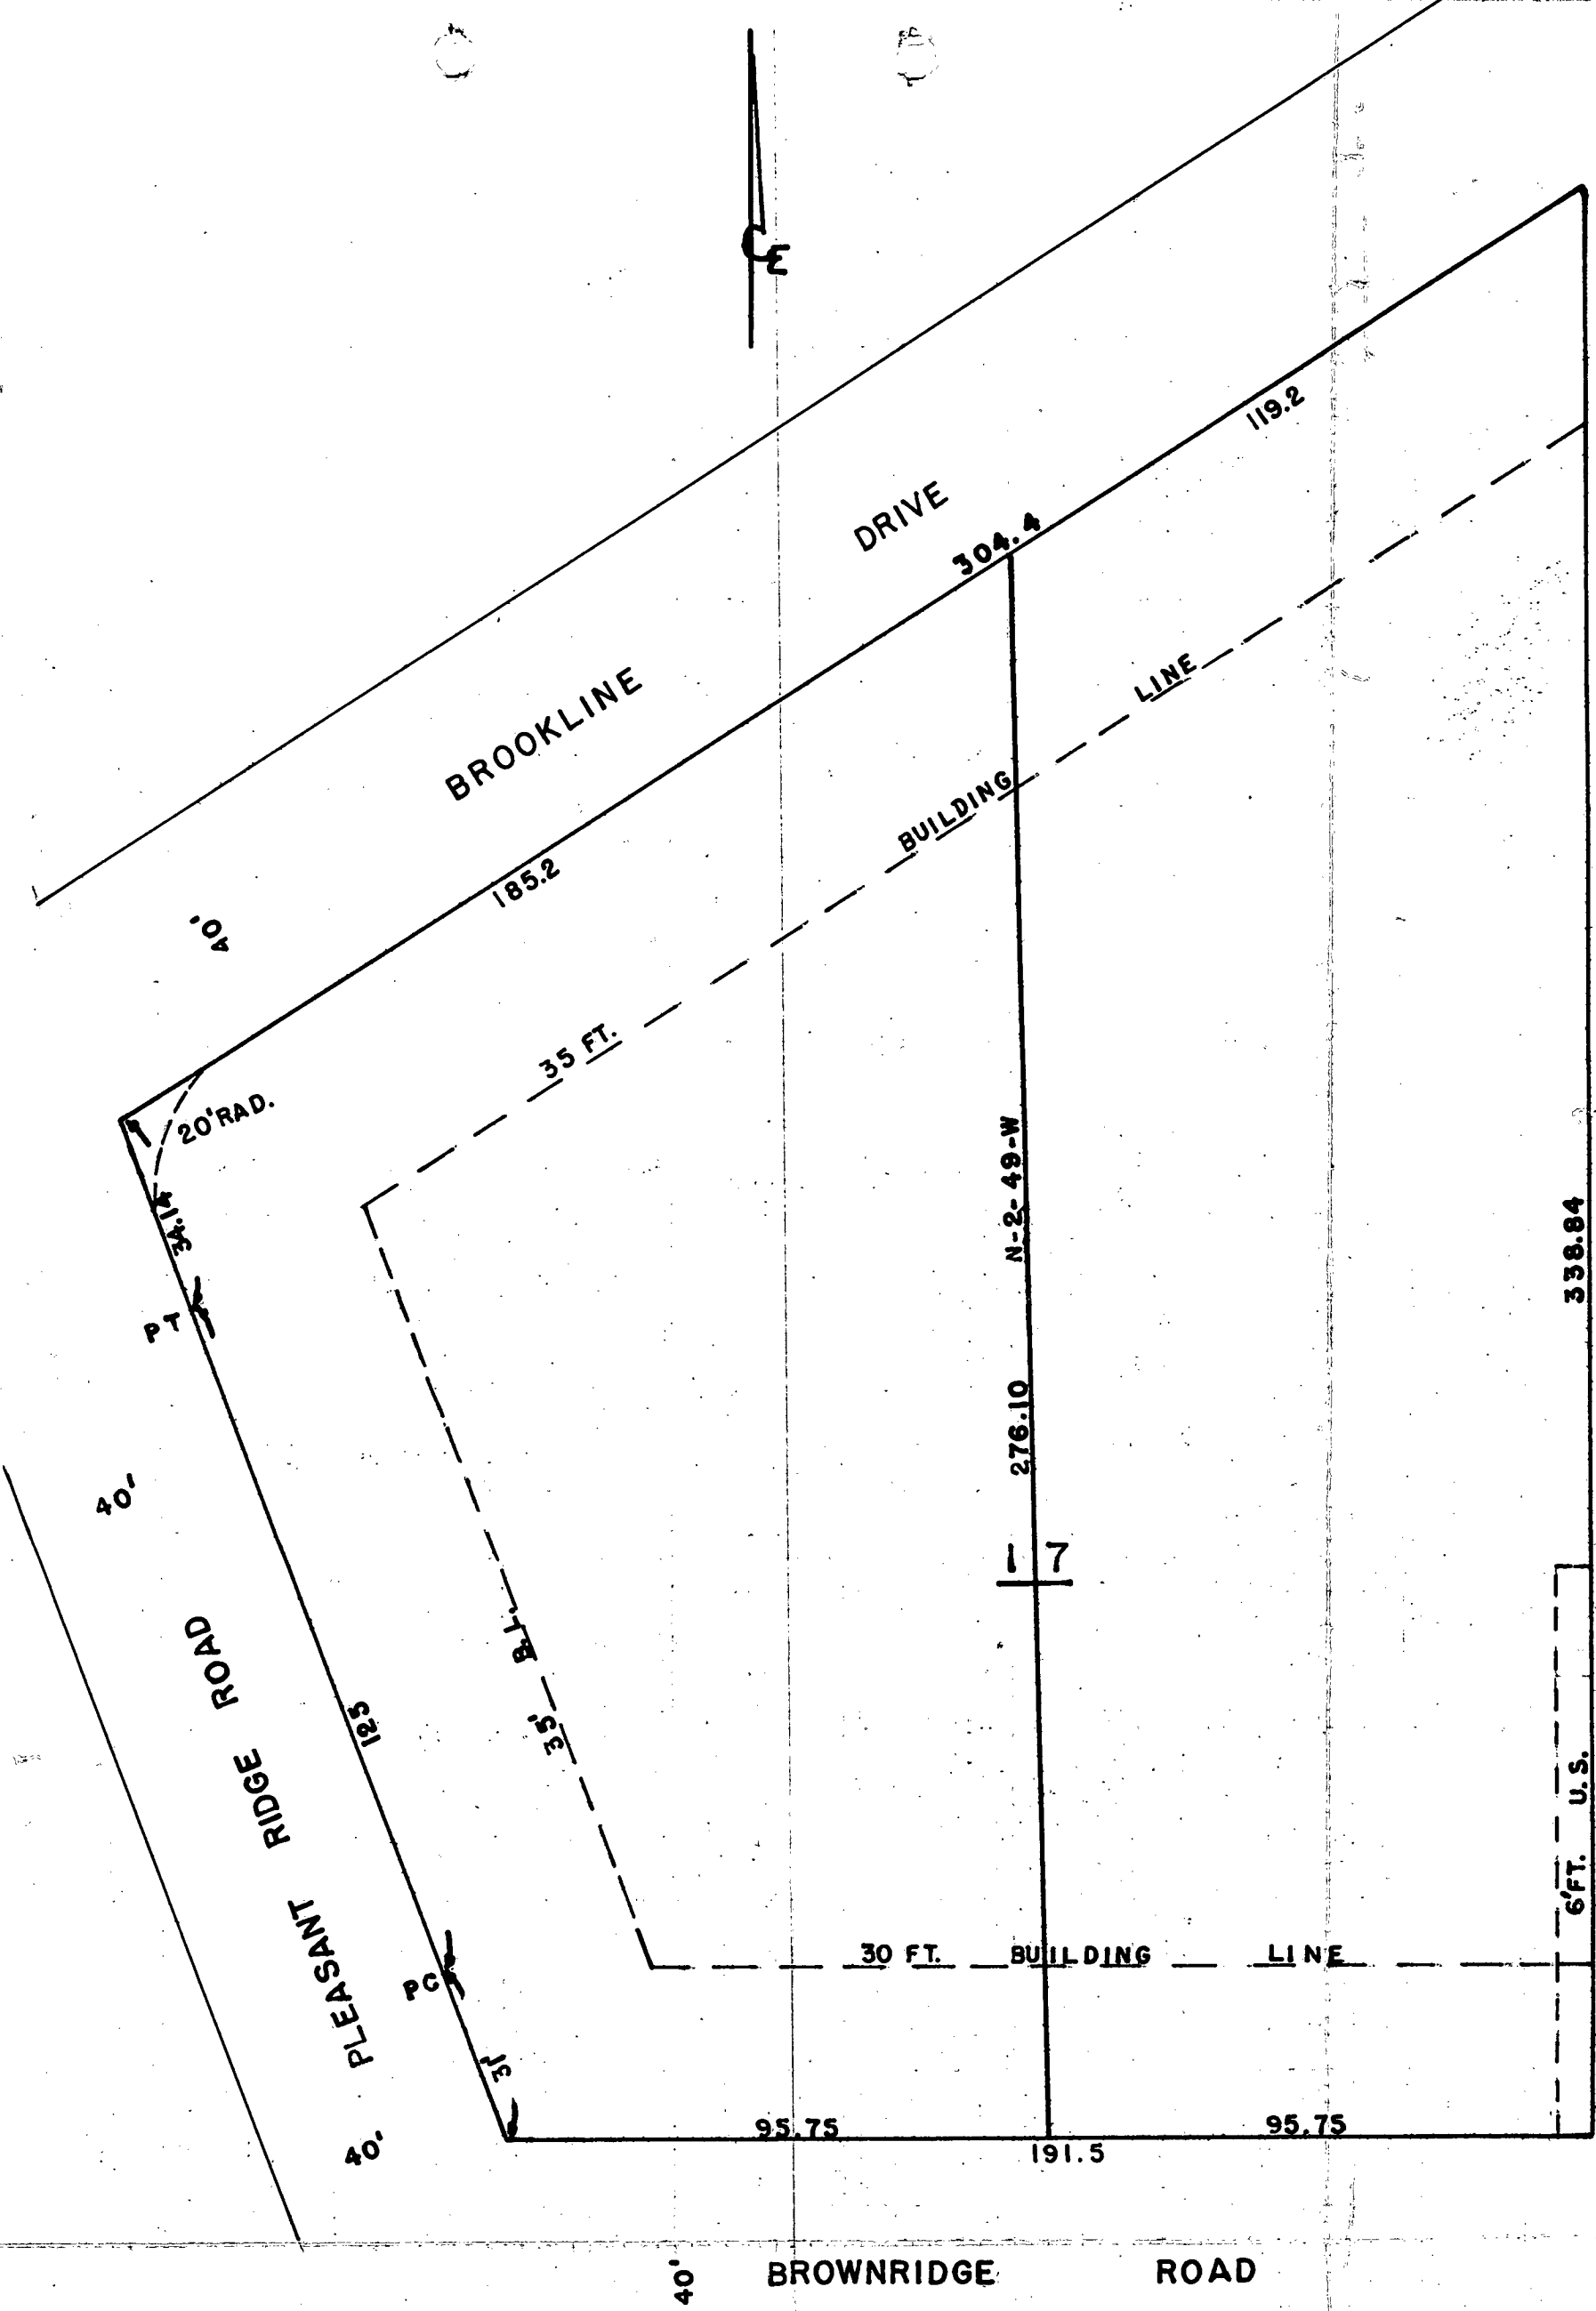 119.2
DRIVE
304.4
BROOKLINE
LINE
BUILDING
185.2
40'
35 FT.
20' RAD.
34.14
N-2-49-W
338.84
PT
276.10
40'
1 7
B.L.
35'
125
PLEASANT RIDGE ROAD
6' FT. U.S.
PC
30 FT. BUILDING LINE
31'
95.75
95.75
191.5
40'
40'
BROWNRIDGE ROAD